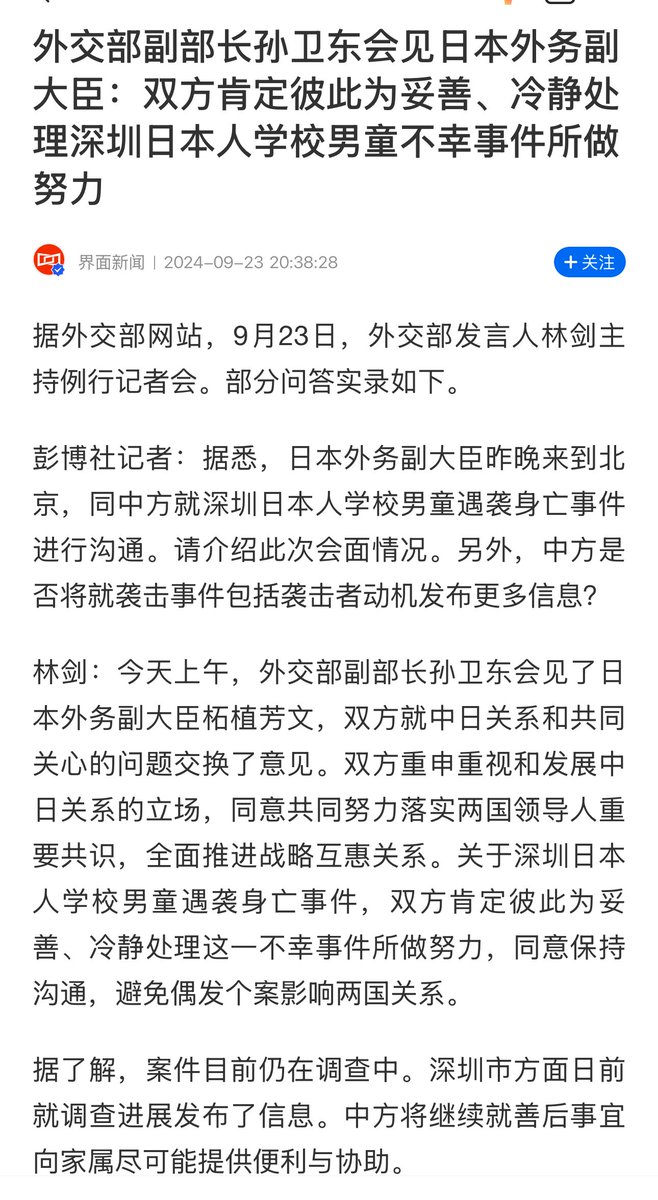 外交部副部长孙卫东会见日本外务副
大臣：双方肯定彼此为妥善、冷静处
理深圳日本人学校男童不幸事件所做
努力
界面新闻 | 2024-09-23 20:38:28
+关注
据外交部网站，9月23日，外交部发言人林剑主
持例行记者会。部分问答实录如下。
彭博社记者：据悉，日本外务副大臣昨晚来到北
京，同中方就深圳日本人学校男童遇袭身亡事件
进行沟通。请介绍此次会面情况。另外，中方是
否将就袭击事件包括袭击者动机发布更多信息？
林剑：今天上午，外交部副部长孙卫东会见了日
本外务副大臣柘植芳文，双方就中日关系和共同
关心的问题交换了意见。双方重申重视和发展中
日关系的立场，同意共同努力落实两国领导人重
要共识，全面推进战略互惠关系。关于深圳日本
人学校男童遇袭身亡事件，双方肯定彼此为妥
善、冷静处理这一不幸事件所做努力，同意保持
沟通，避免偶发个案影响两国关系。
据了解，案件目前仍在调查中。深圳市方面日前
就调查进展发布了信息。中方将继续就善后事宜
向家属尽可能提供便利与协助。